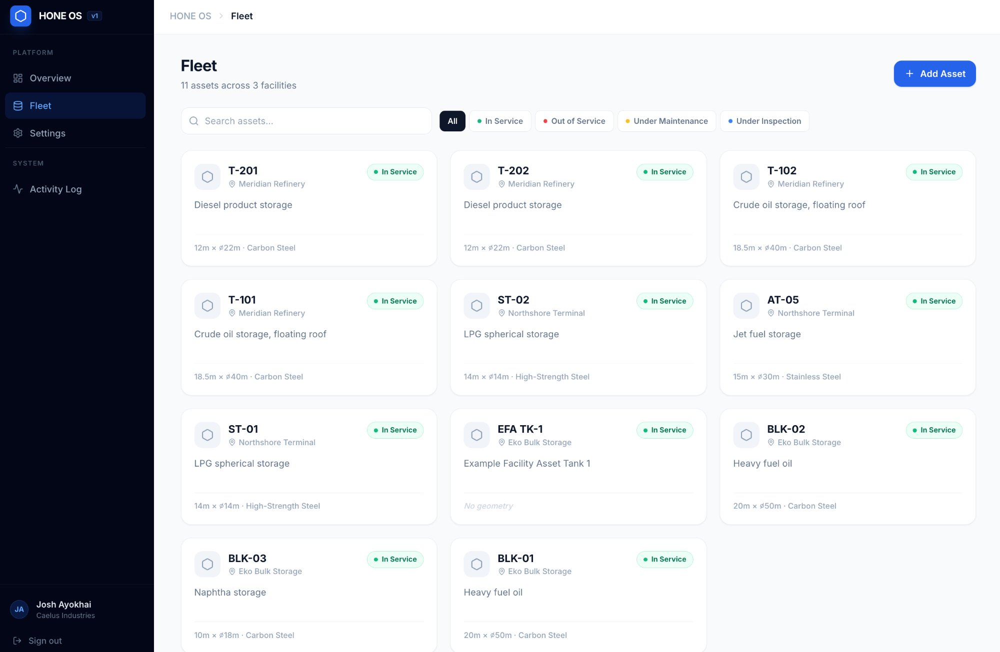 HONE OS v1
PLATFORM
Overview
Fleet
Settings
SYSTEM
Activity Log
JA
Josh Ayokhai
Caelus Industries
Sign out
HONE OS > Fleet
Fleet
11 assets across 3 facilities
+ Add Asset
Search assets...
All
In Service
Out of Service
Under Maintenance
Under Inspection
T-201
In Service
Meridian Refinery
Diesel product storage
12m × ⌀22m · Carbon Steel
T-202
In Service
Meridian Refinery
Diesel product storage
12m × ⌀22m · Carbon Steel
T-102
In Service
Meridian Refinery
Crude oil storage, floating roof
18.5m × ⌀40m · Carbon Steel
T-101
In Service
Meridian Refinery
Crude oil storage, floating roof
18.5m × ⌀40m · Carbon Steel
ST-02
In Service
Northshore Terminal
LPG spherical storage
14m × ⌀14m · High-Strength Steel
AT-05
In Service
Northshore Terminal
Jet fuel storage
15m × ⌀30m · Stainless Steel
ST-01
In Service
Northshore Terminal
LPG spherical storage
14m × ⌀14m · High-Strength Steel
EFA TK-1
In Service
Eko Bulk Storage
Example Facility Asset Tank 1
No geometry
BLK-02
In Service
Eko Bulk Storage
Heavy fuel oil
20m × ⌀50m · Carbon Steel
BLK-03
In Service
Eko Bulk Storage
Naphtha storage
10m × ⌀18m · Carbon Steel
BLK-01
In Service
Eko Bulk Storage
Heavy fuel oil
20m × ⌀50m · Carbon Steel